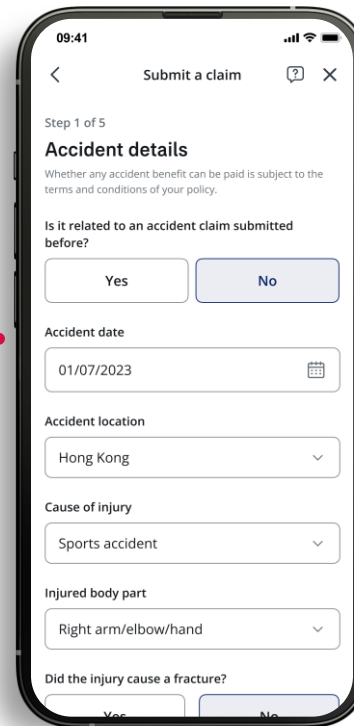 09:41
Submit a claim
Step 1 of 5
Accident details
Whether any accident benefit can be paid is subject to the
terms and conditions of your policy.
Is it related to an accident claim submitted
before?
Yes No
Accident date
01/07/2023
Accident location
Hong Kong
Cause of injury
Sports accident
Injured body part
Right arm/elbow/hand
Did the injury cause a fracture?
Yes No